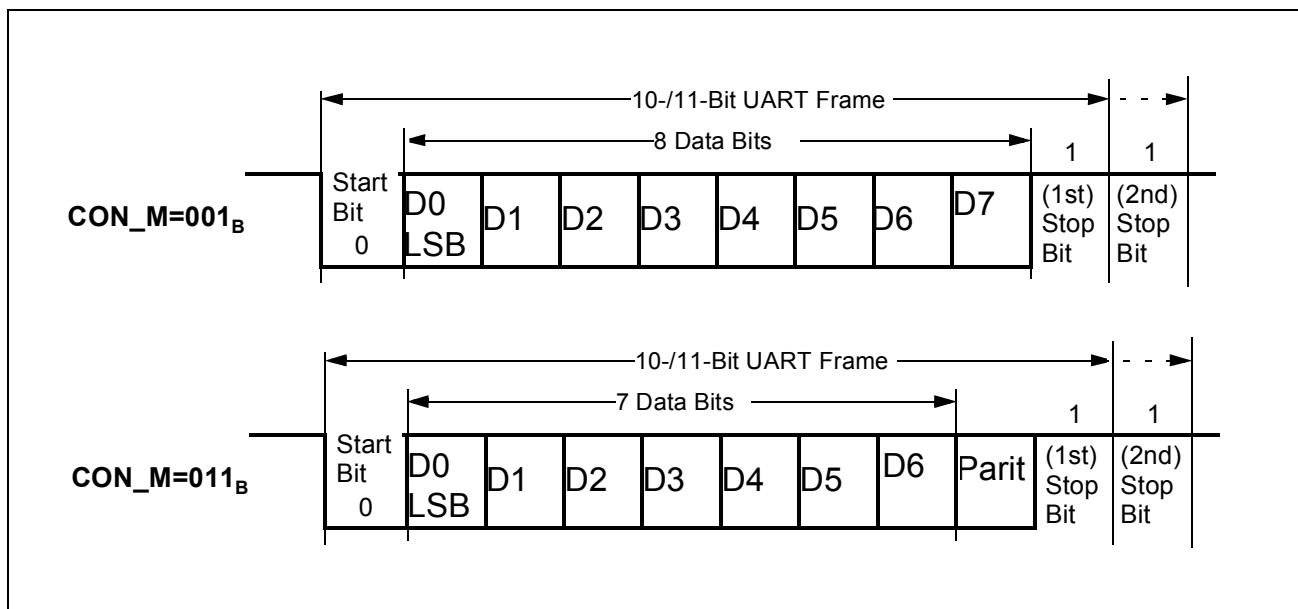 10-/11-Bit UART Frame
8 Data Bits
1
1
CON_M=001B
Start
Bit
0
D0
LSB
D1
D2
D3
D4
D5
D6
D7
(1st)
Stop
Bit
(2nd)
Stop
Bit
10-/11-Bit UART Frame
7 Data Bits
1
1
CON_M=011B
Start
Bit
0
D0
LSB
D1
D2
D3
D4
D5
D6
Parit
(1st)
Stop
Bit
(2nd)
Stop
Bit